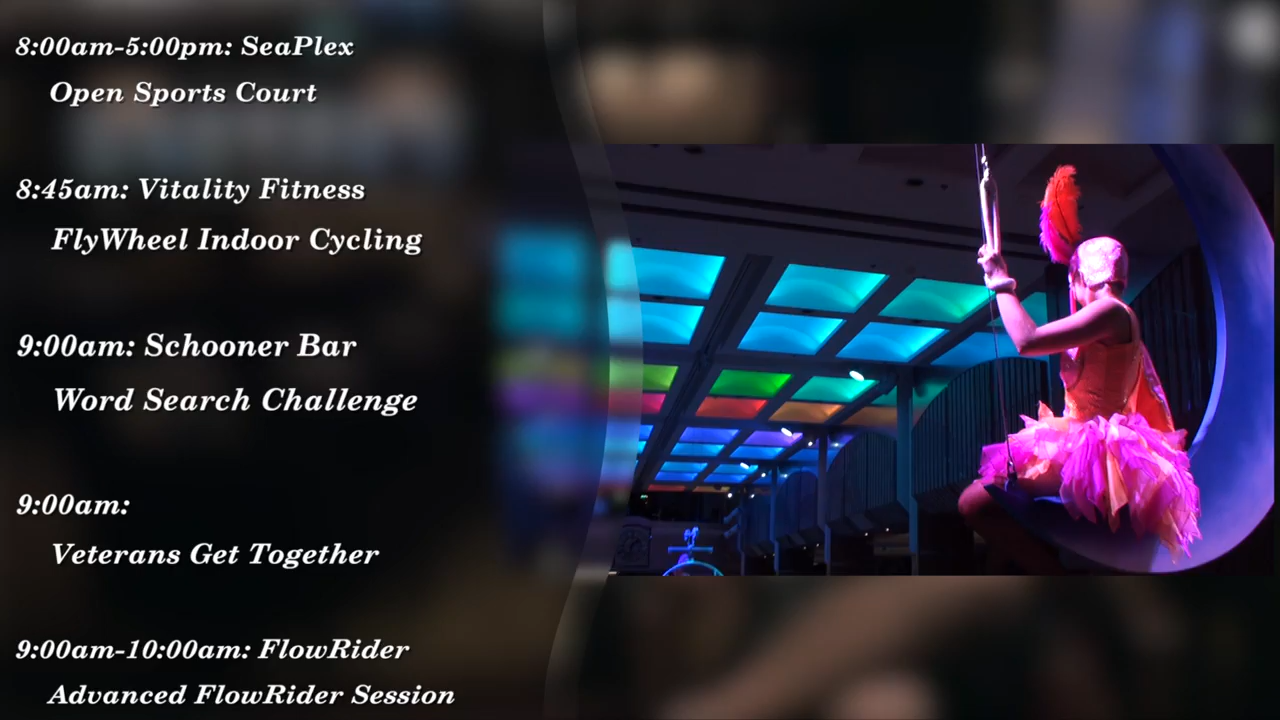 8:00am-5:00pm: SeaPlex
Open Sports Court
8:45am: Vitality Fitness
FlyWheel Indoor Cycling
9:00am: Schooner Bar
Word Search Challenge
9:00am:
Veterans Get Together
9:00am-10:00am: FlowRider
Advanced FlowRider Session